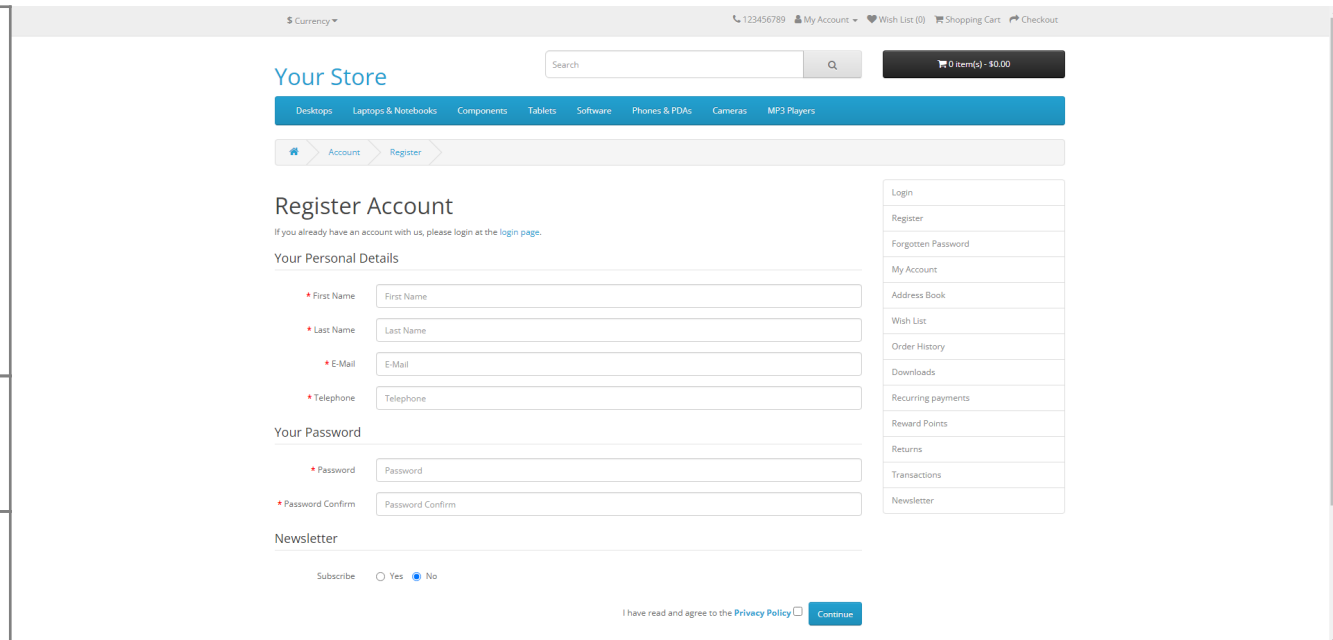 $ Currency
123456789 My Account Wish List (0) Shopping Cart Checkout
Your Store
Search
0 item(s) - $0.00
Desktops Laptops & Notebooks Components Tablets Software Phones & PDAs Cameras MP3 Players
Account Register
Register Account
If you already have an account with us, please login at the login page.
Your Personal Details
* First Name First Name
* Last Name Last Name
* E-Mail E-Mail
* Telephone Telephone
Your Password
* Password Password
* Password Confirm Password Confirm
Newsletter
Subscribe Yes No
I have read and agree to the Privacy Policy Continue
Login
Register
Forgotten Password
My Account
Address Book
Wish List
Order History
Downloads
Recurring payments
Reward Points
Returns
Transactions
Newsletter